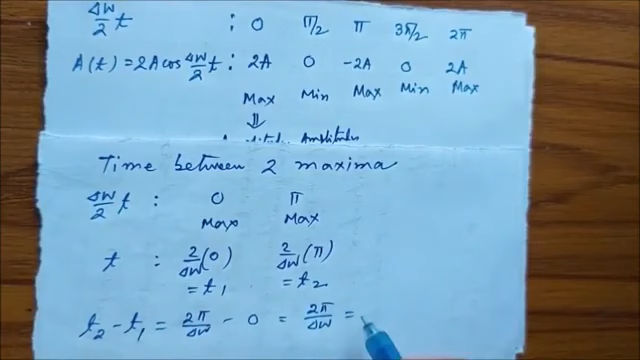 ΔW/2 t : 0 π/2 π 3π/2 2π
A(t) = 2A cos ΔW/2 t : 2A 0 -2A 0 2A
Max Min Max Min Max
⇓
Time between 2 maxima
ΔW/2 t : 0 π
Max Max
t : 2/ΔW (0) 2/ΔW (π)
= t₁ = t₂
t₂ - t₁ = 2π/ΔW - 0 = 2π/ΔW =